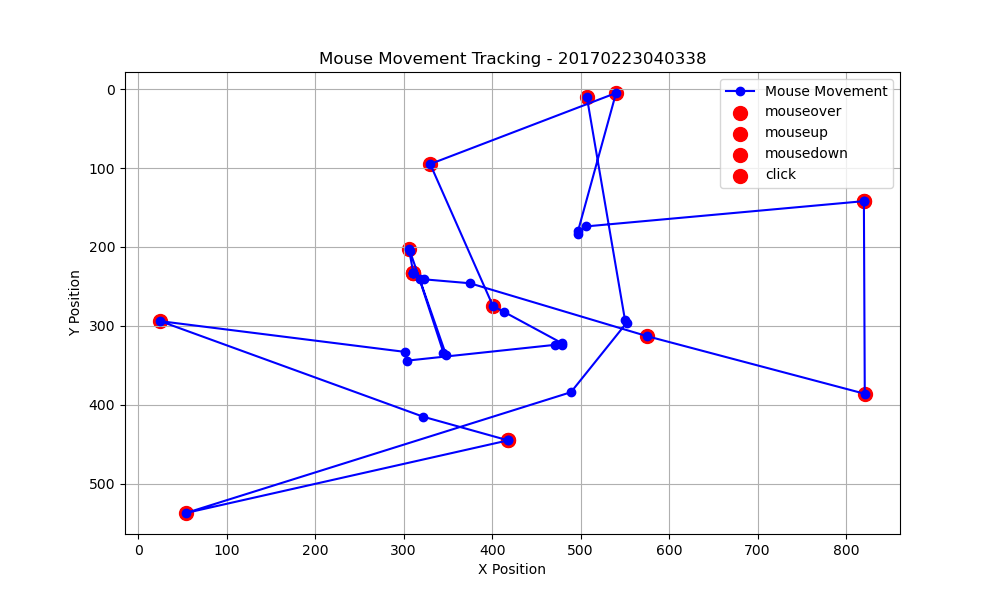 Mouse Movement Tracking - 20170223040338
Mouse Movement
mouseover
mouseup
mousedown
click
Y Position
0
100
200
300
400
500
0 100 200 300 400 500 600 700 800
X Position